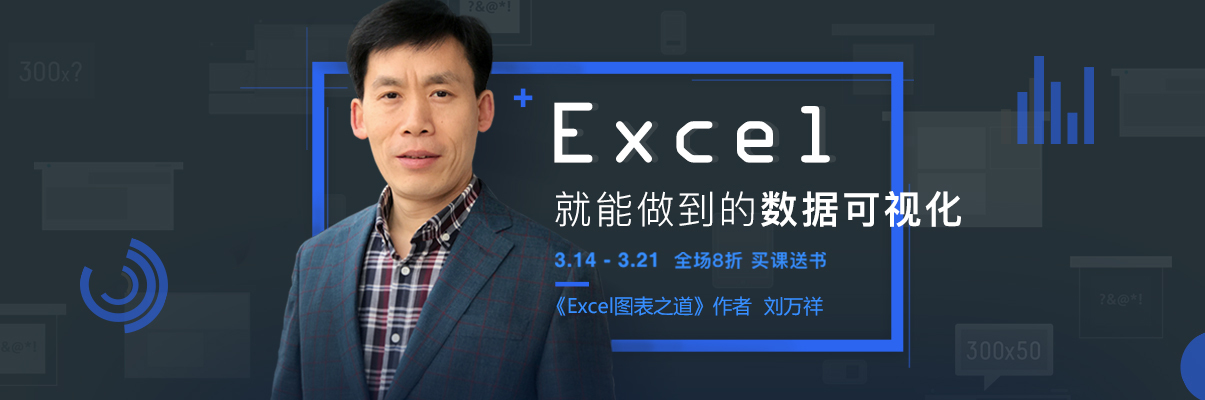 ?&@*!
300x?
Excel
就能做到的数据可视化
3.14 - 3.21 全场8折 买课送书
《Excel图表之道》作者 刘万祥
?&@*!
&@*!
300x50